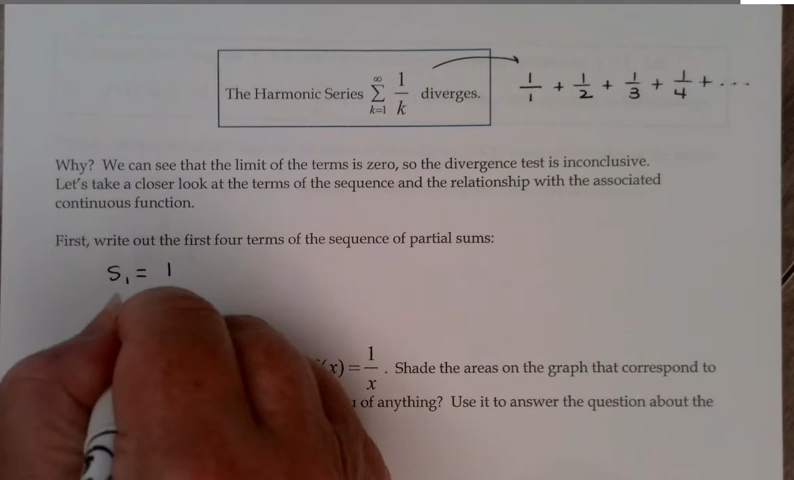 The Harmonic Series ∞ ∑ k=1 1/k diverges. 1/1 + 1/2 + 1/3 + 1/4 + ...
Why? We can see that the limit of the terms is zero, so the divergence test is inconclusive.
Let's take a closer look at the terms of the sequence and the relationship with the associated
continuous function.
First, write out the first four terms of the sequence of partial sums:
S₁ = 1
(x) = 1/x . Shade the areas on the graph that correspond to
of anything? Use it to answer the question about the